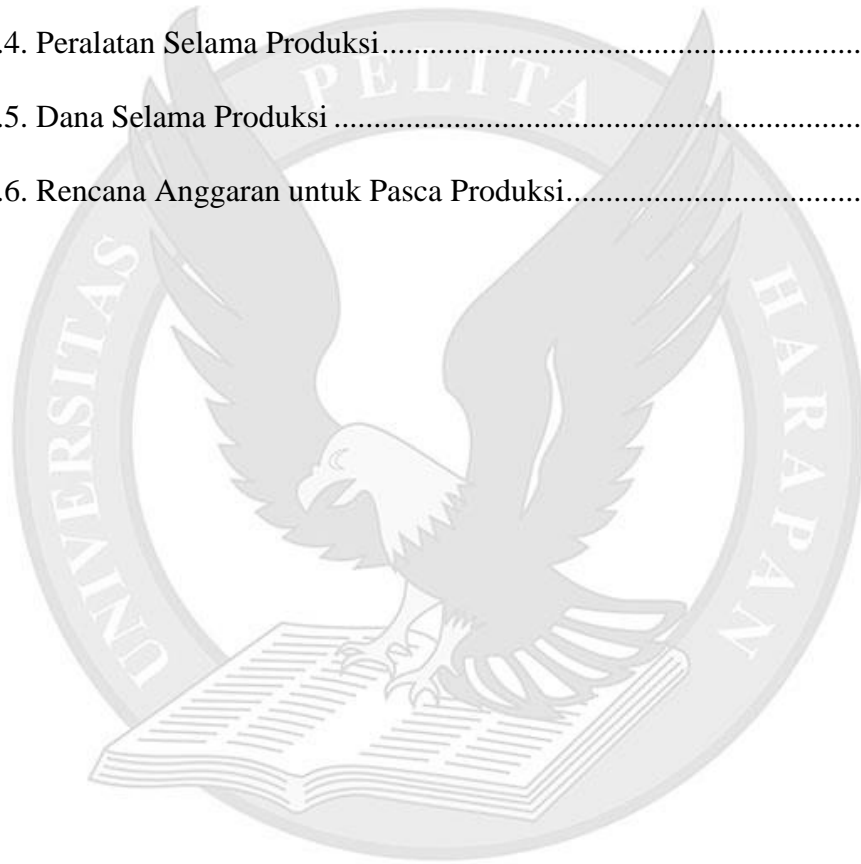 .4. Peralatan Selama Produksi...........................................................
.5. Dana Selama Produksi .................................................................
.6. Rencana Anggaran untuk Pasca Produksi....................................
UNIVERSITAS PELITA HARAPAN